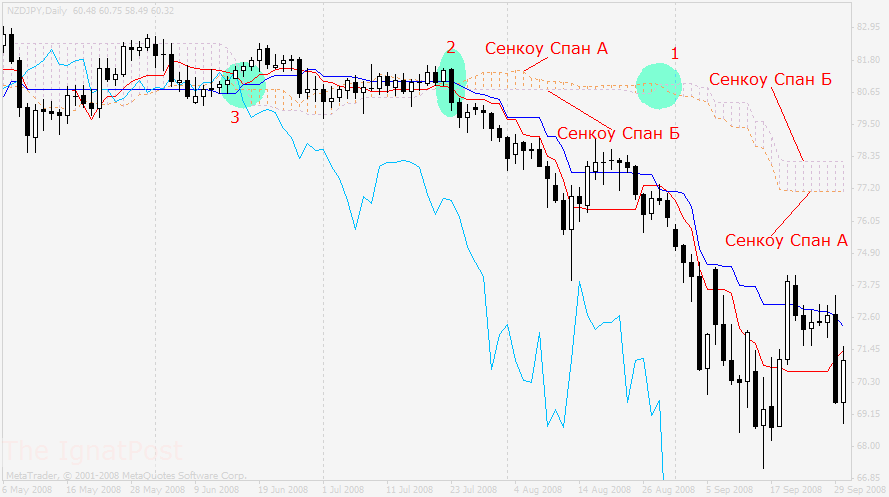 NZDJPY,Daily 60.48 60.75 58.49 60.32
82.95
2
Сенкоу Спан А
1
81.80
Сенкоу Спан Б
80.65
3
Сенкоу Спан Б
79.50
78.35
77.20
76.05
Сенкоу Спан А
74.90
73.75
72.60
71.45
70.30
69.15
The IgnatPost
68.00
MetaTrader, © 2001-2008 MetaQuotes Software Corp.
66.85
6 May 2008 16 May 2008 28 May 2008 9 Jun 2008 19 Jun 2008 1 Jul 2008 11 Jul 2008 23 Jul 2008 4 Aug 2008 14 Aug 2008 26 Aug 2008 5 Sep 2008 17 Sep 2008 29 Sep 2008